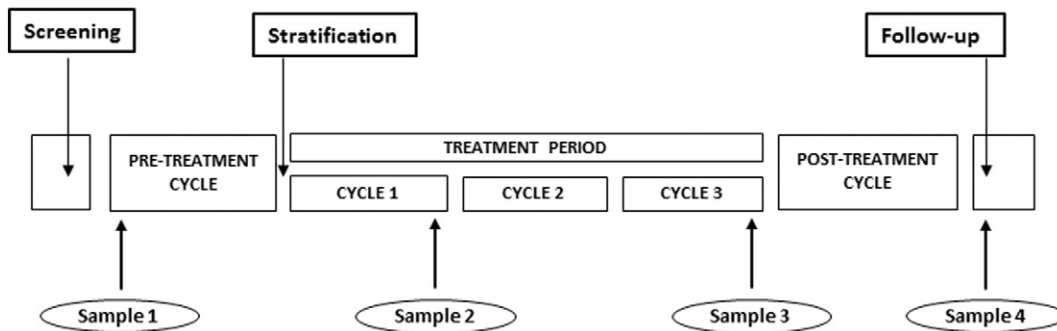 Screening
Stratification
Follow-up
PRE-TREATMENT
CYCLE
TREATMENT PERIOD
CYCLE 1
CYCLE 2
CYCLE 3
POST-TREATMENT
CYCLE
Sample 1
Sample 2
Sample 3
Sample 4